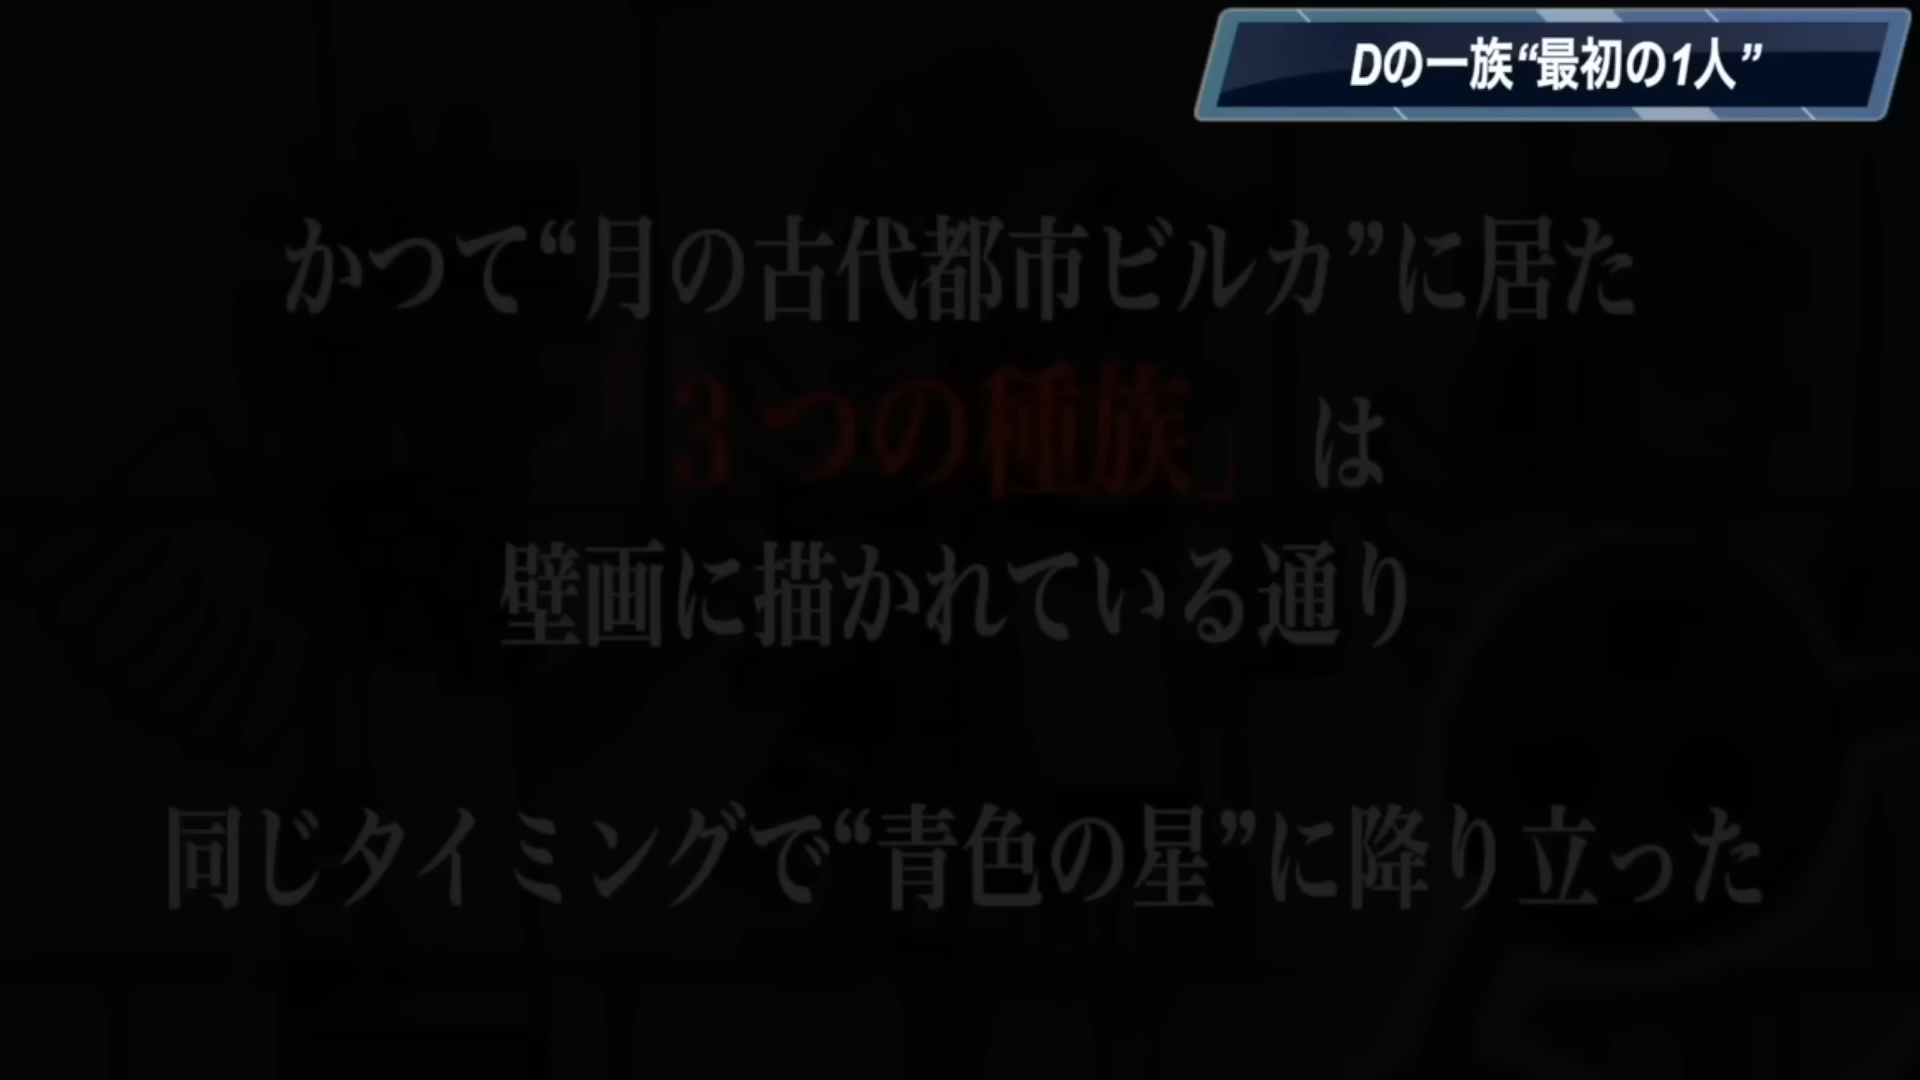 Dの一族“最初の1人”
かつて“月の古代都市ビルカ”に居た
「３つの種族」は
壁画に描かれている通り
同じタイミングで“青色の星”に降り立った